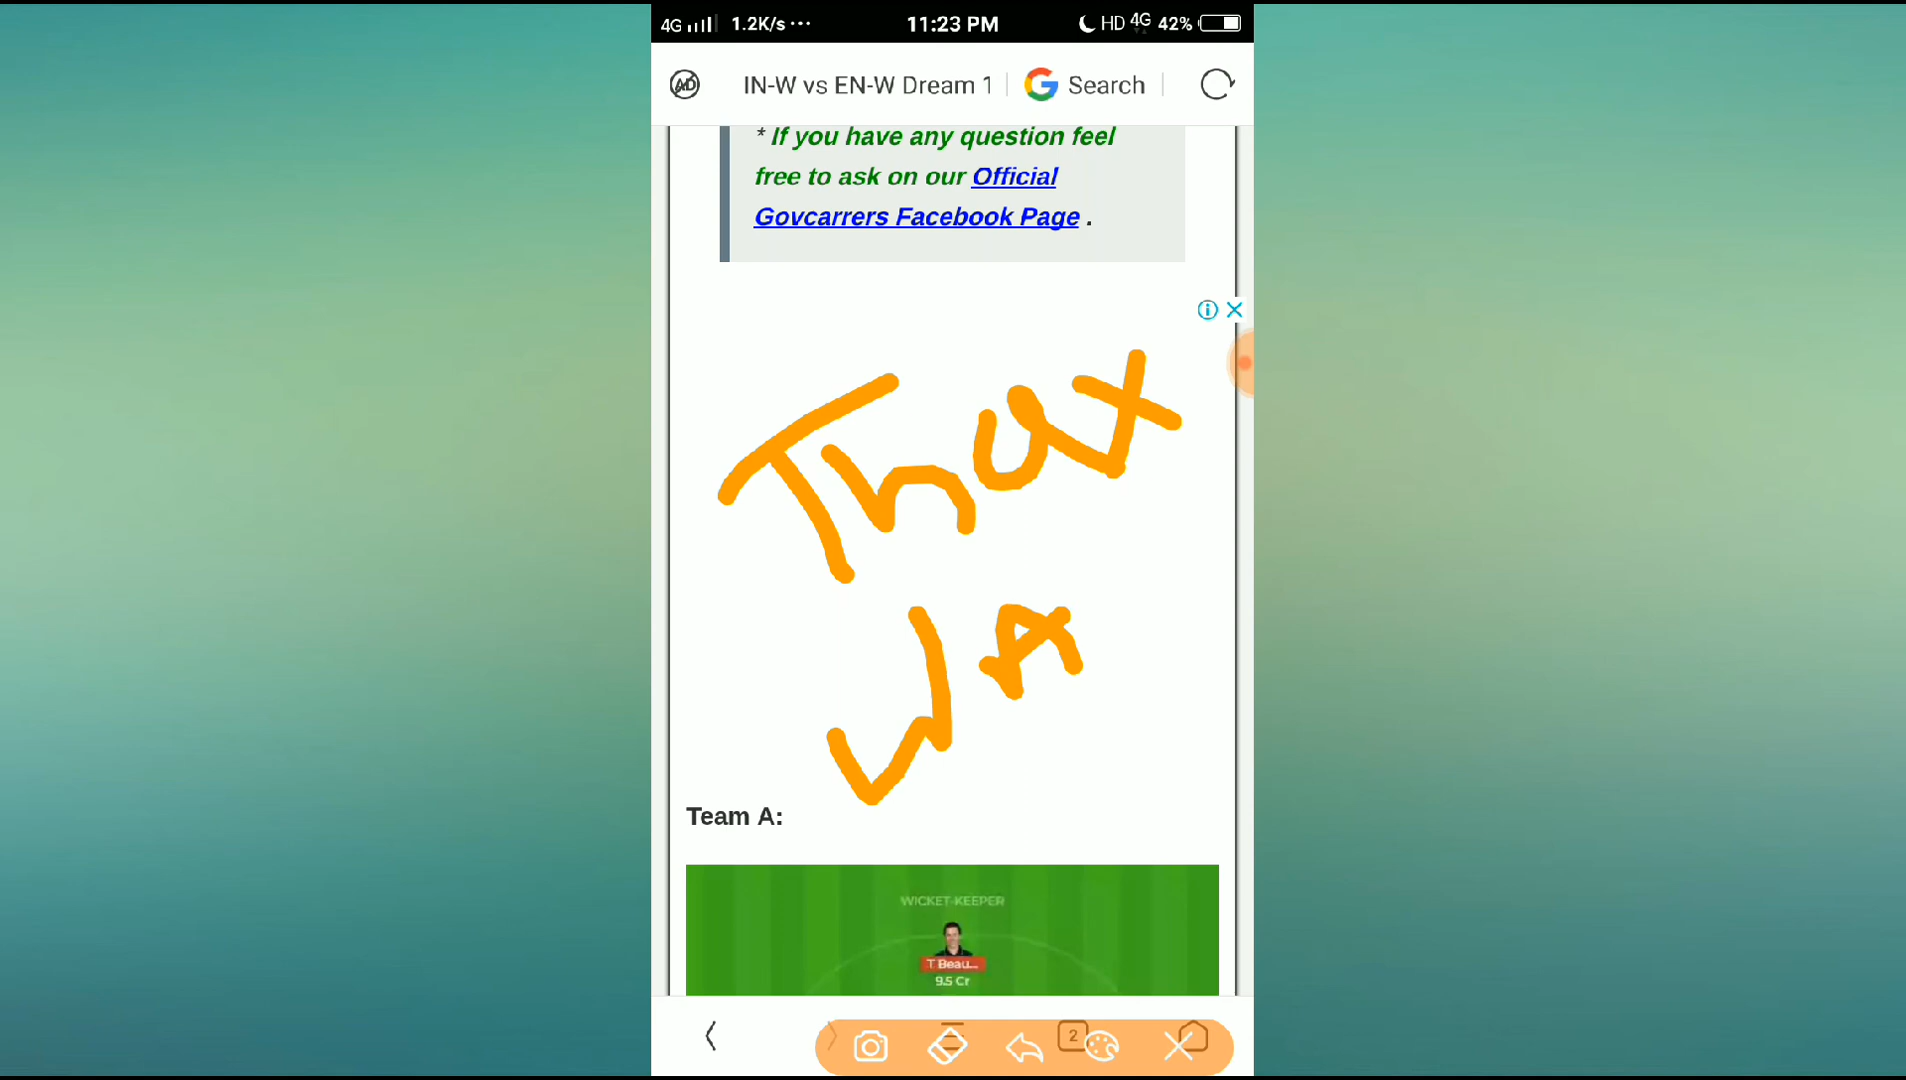 4G 1.2K/s ... 11:23 PM HD 4G 42%
IN-W vs EN-W Dream 1 Search
* If you have any question feel
free to ask on our Official
Govcarrers Facebook Page .
Thax
WA
Team A:
WICKET-KEEPER
T Beau...
9.5 Cr
2